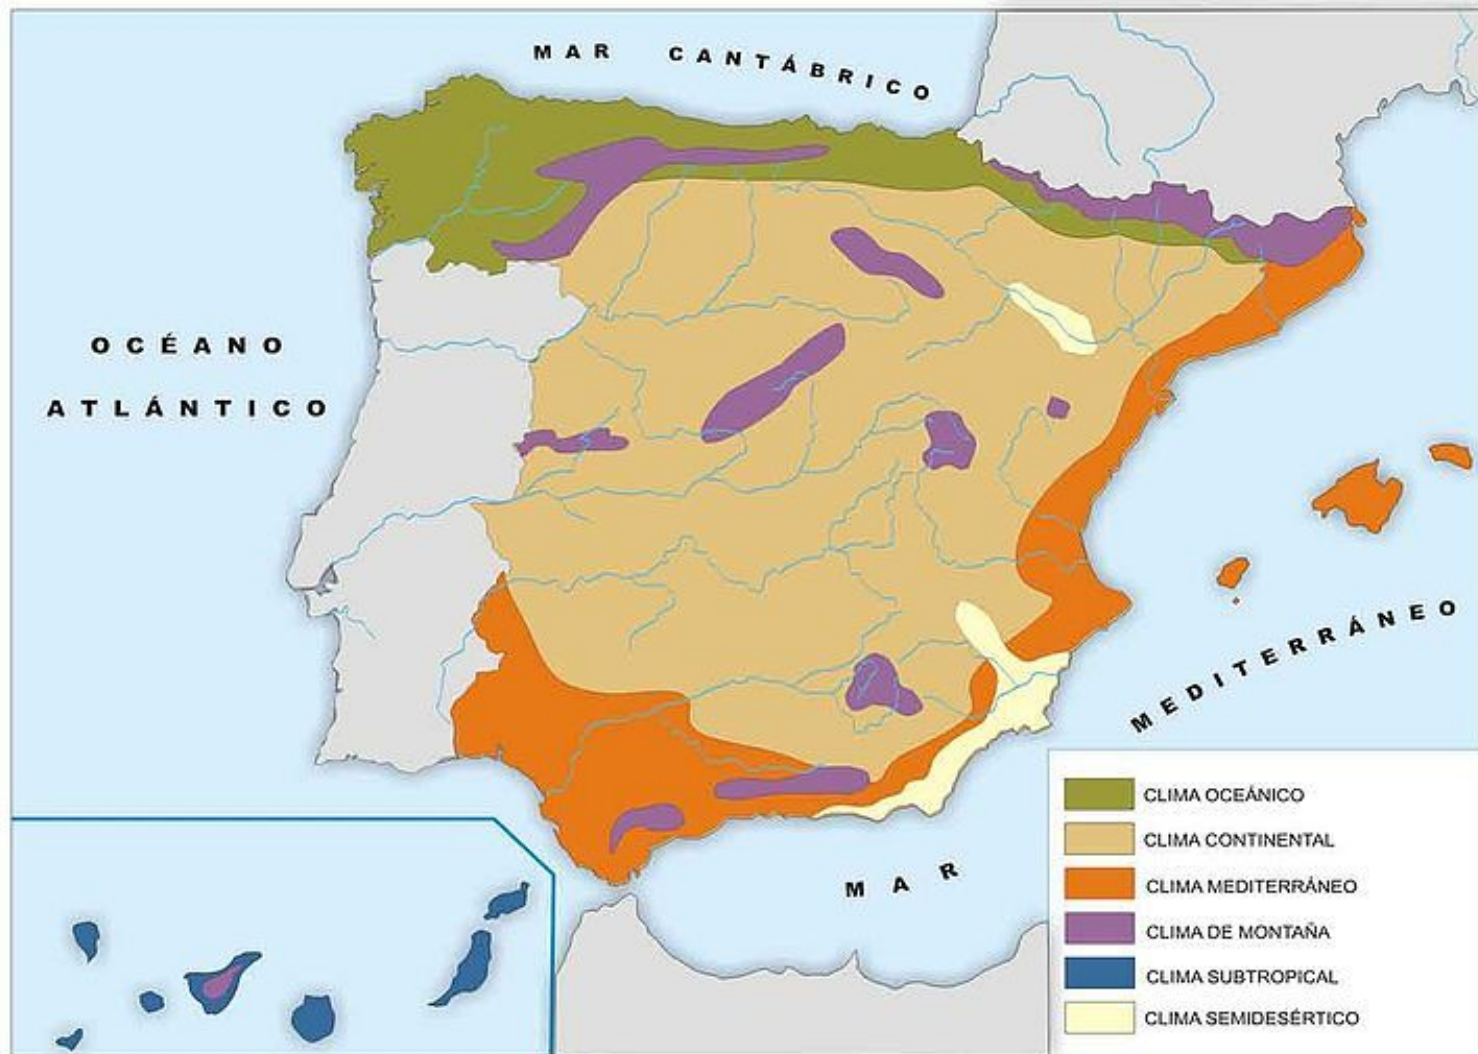 MAR CANTÁBRICO
OCÉANO
ATLÁNTICO
MAR MEDITERRÁNEO
CLIMA OCEÁNICO
CLIMA CONTINENTAL
CLIMA MEDITERRÁNEO
CLIMA DE MONTAÑA
CLIMA SUBTROPICAL
CLIMA SEMIDESÉRTICO